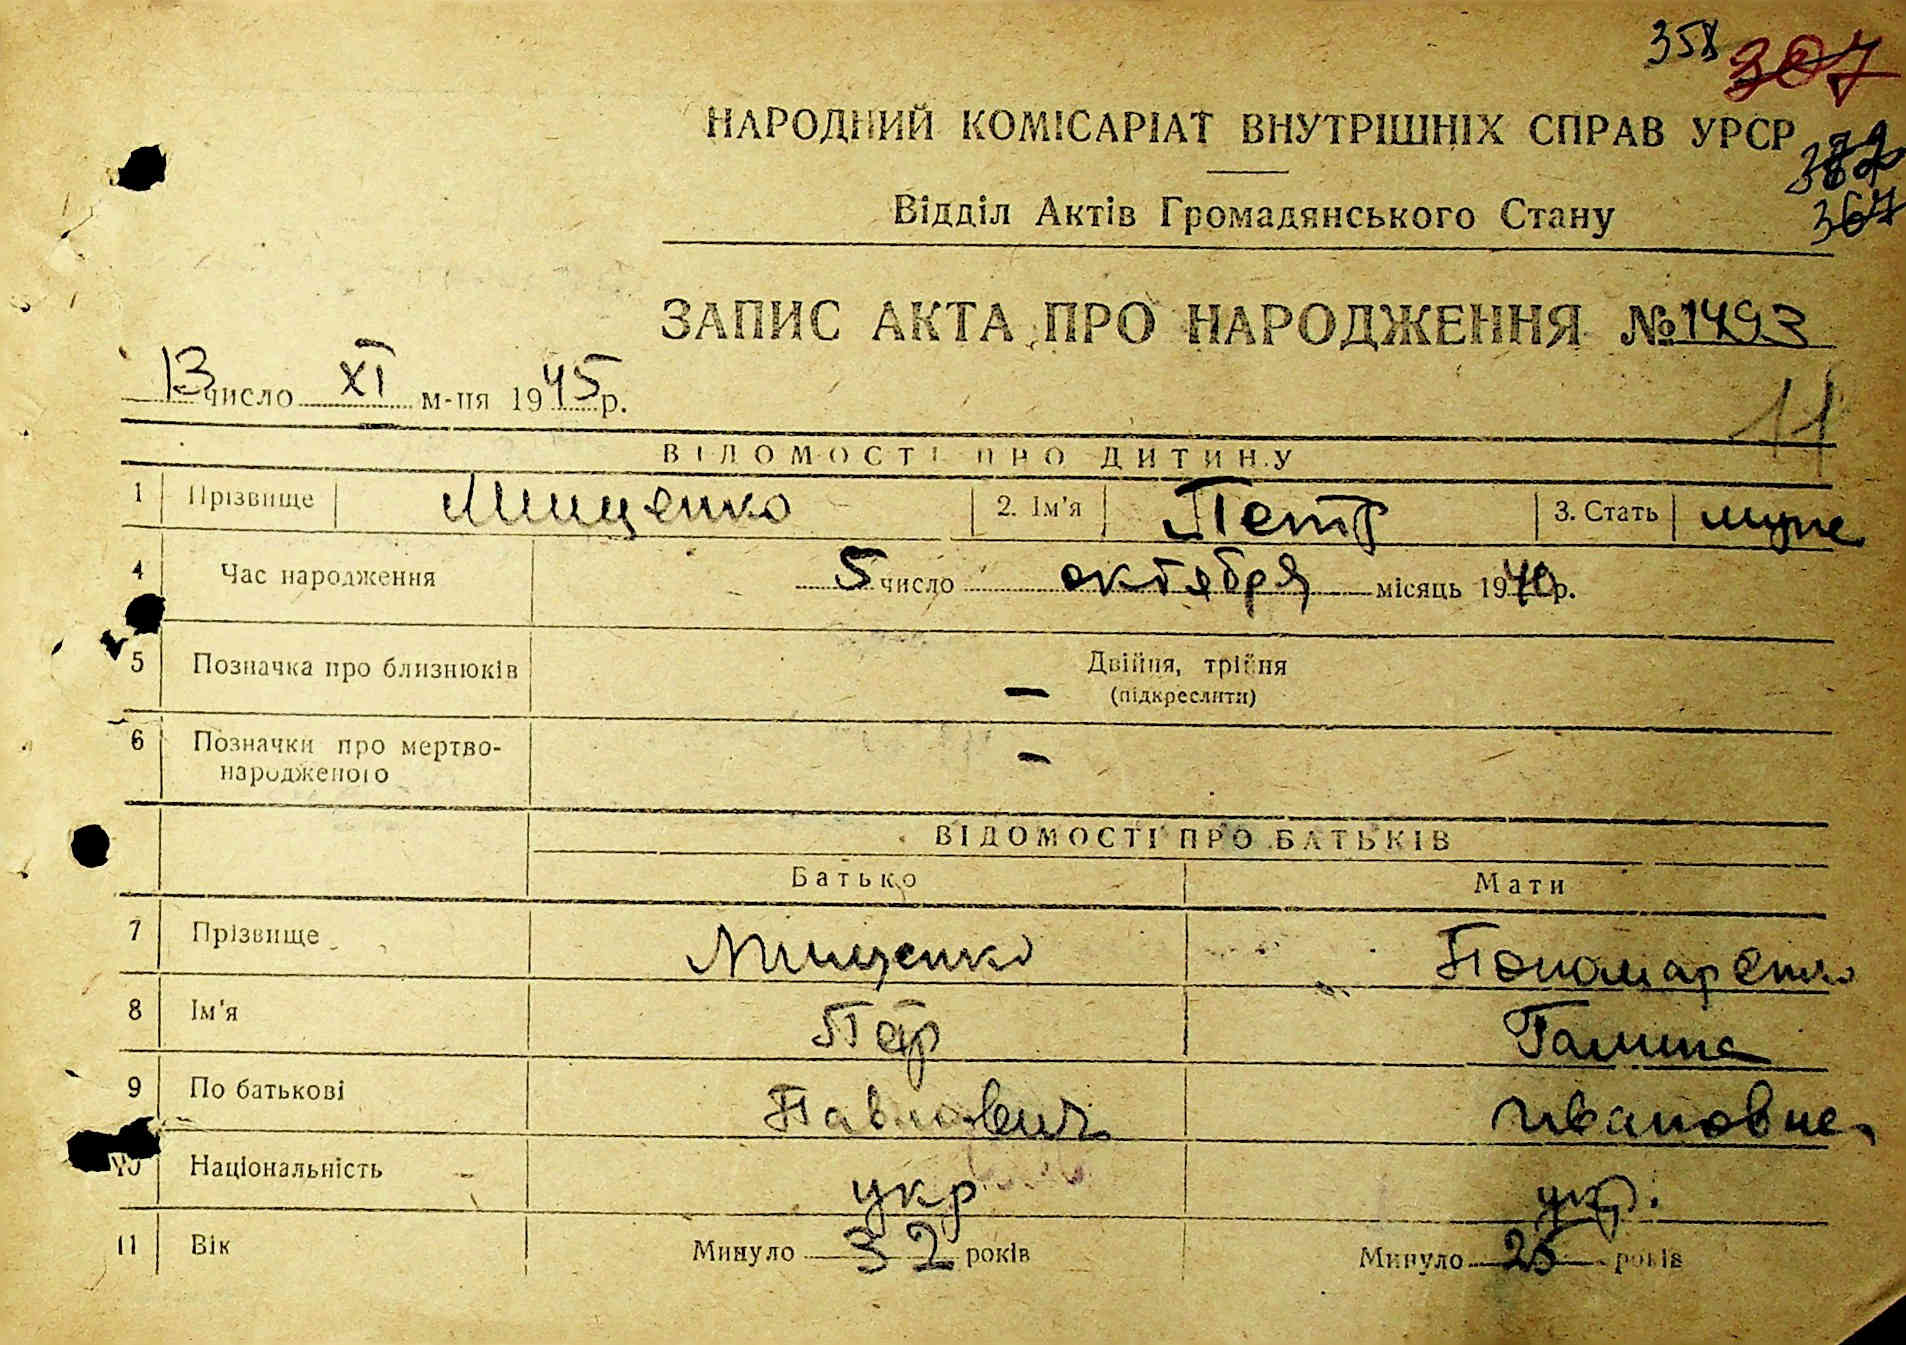 358 307
НАРОДНИЙ КОМІСАРІАТ ВНУТРІШНІХ СПРАВ УРСР
Відділ Актів Громадянського Стану
367
ЗАПИС АКТА ПРО НАРОДЖЕННЯ №1493
13 число XI м-ця 1945 р.
11
ВІДОМОСТІ ПРО ДИТИНУ
1 Прізвище Мищенко 2. Ім'я Петр 3. Стать муж
4 Час народження 5 число октября місяць 1940 р.
5 Позначка про близнюків Двійня, трійня
— (підкреслити)
6 Позначки про мертво-
народженого —
ВІДОМОСТІ ПРО БАТЬКІВ
Батько Мати
7 Прізвище Мищенко Пономаренко
8 Ім'я Петр Галина
9 По батькові Павлович Ивановна
10 Національність укр укр.
11 Вік Минуло 32 років Минуло 25 років